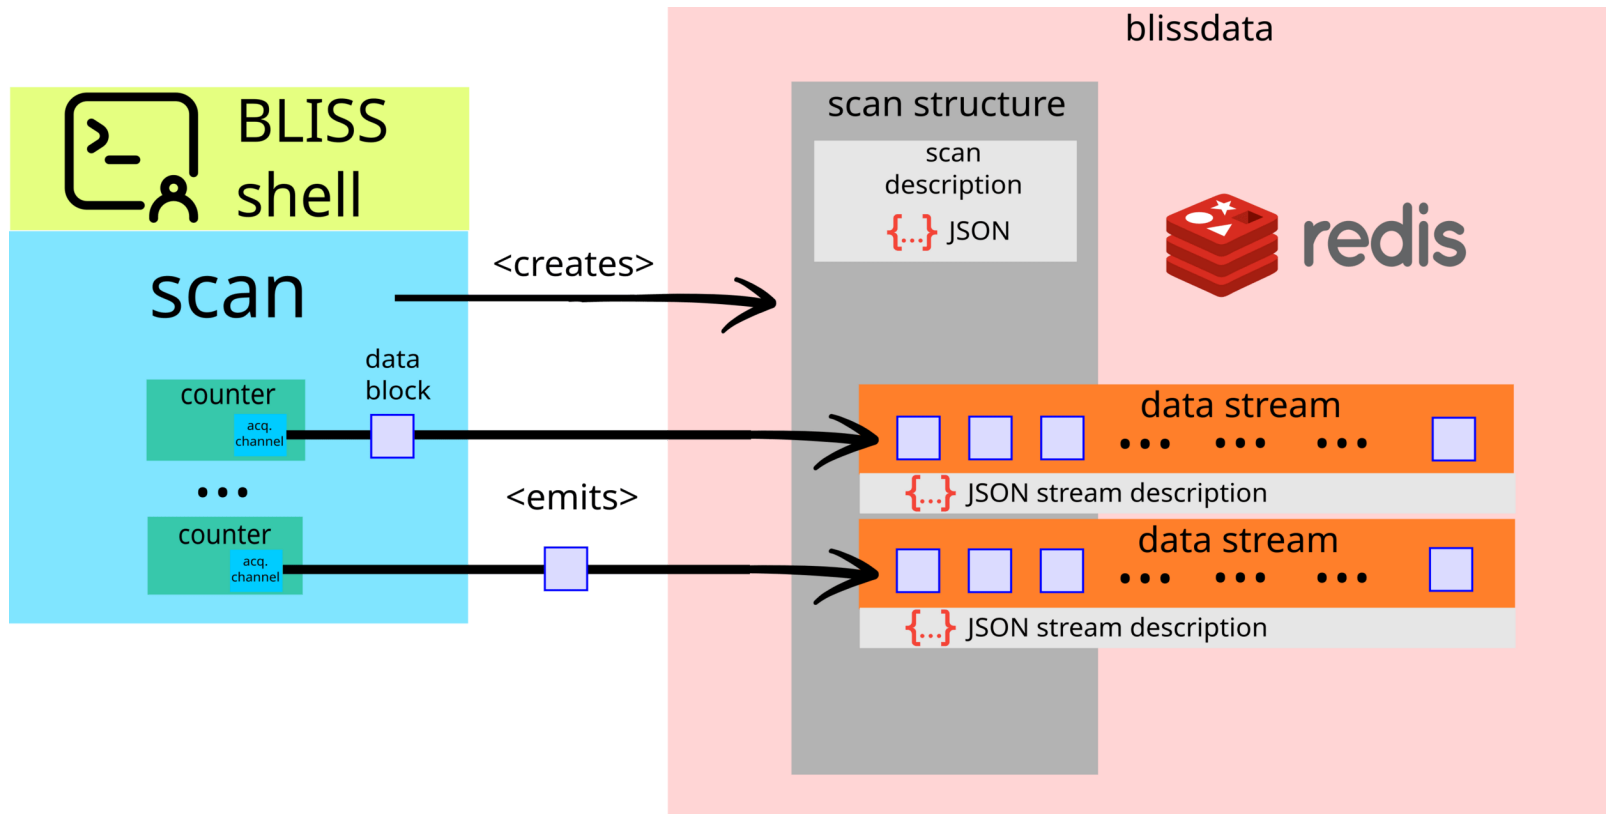 blissdata
BLISS
shell
scan
<creates>
data
block
counter
acq.
channel
...
<emits>
counter
acq.
channel
scan structure
scan
description
{...} JSON
redis
data stream
... ... ...
{...} JSON stream description
data stream
... ... ...
{...} JSON stream description